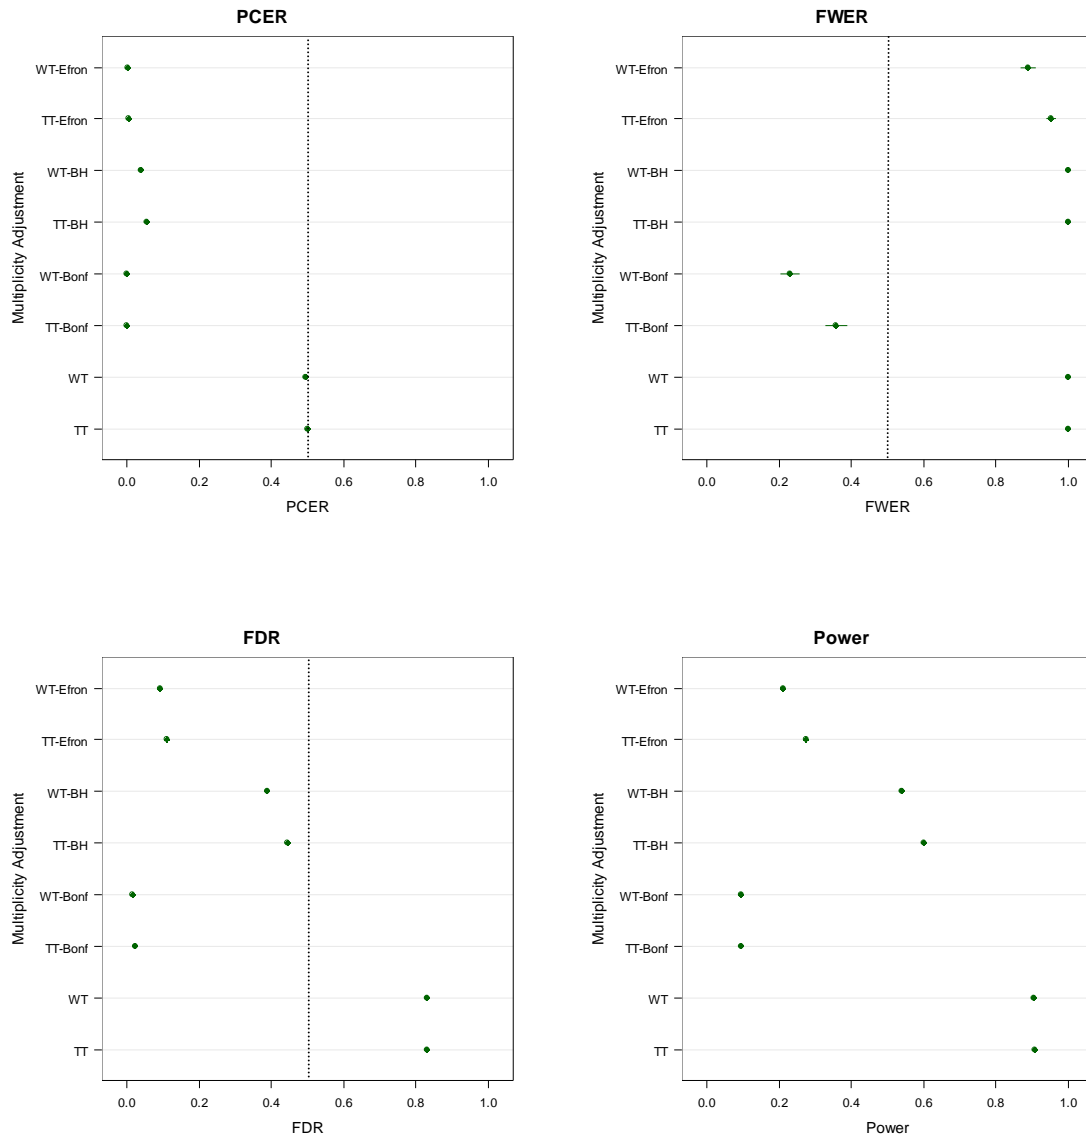 PCER
Multiplicity Adjustment
WT-Efron
TT-Efron
WT-BH
TT-BH
WT-Bonf
TT-Bonf
WT
TT
0.0 0.2 0.4 0.6 0.8 1.0
PCER
FWER
Multiplicity Adjustment
WT-Efron
TT-Efron
WT-BH
TT-BH
WT-Bonf
TT-Bonf
WT
TT
0.0 0.2 0.4 0.6 0.8 1.0
FWER
FDR
Multiplicity Adjustment
WT-Efron
TT-Efron
WT-BH
TT-BH
WT-Bonf
TT-Bonf
WT
TT
0.0 0.2 0.4 0.6 0.8 1.0
FDR
Power
Multiplicity Adjustment
WT-Efron
TT-Efron
WT-BH
TT-BH
WT-Bonf
TT-Bonf
WT
TT
0.0 0.2 0.4 0.6 0.8 1.0
Power